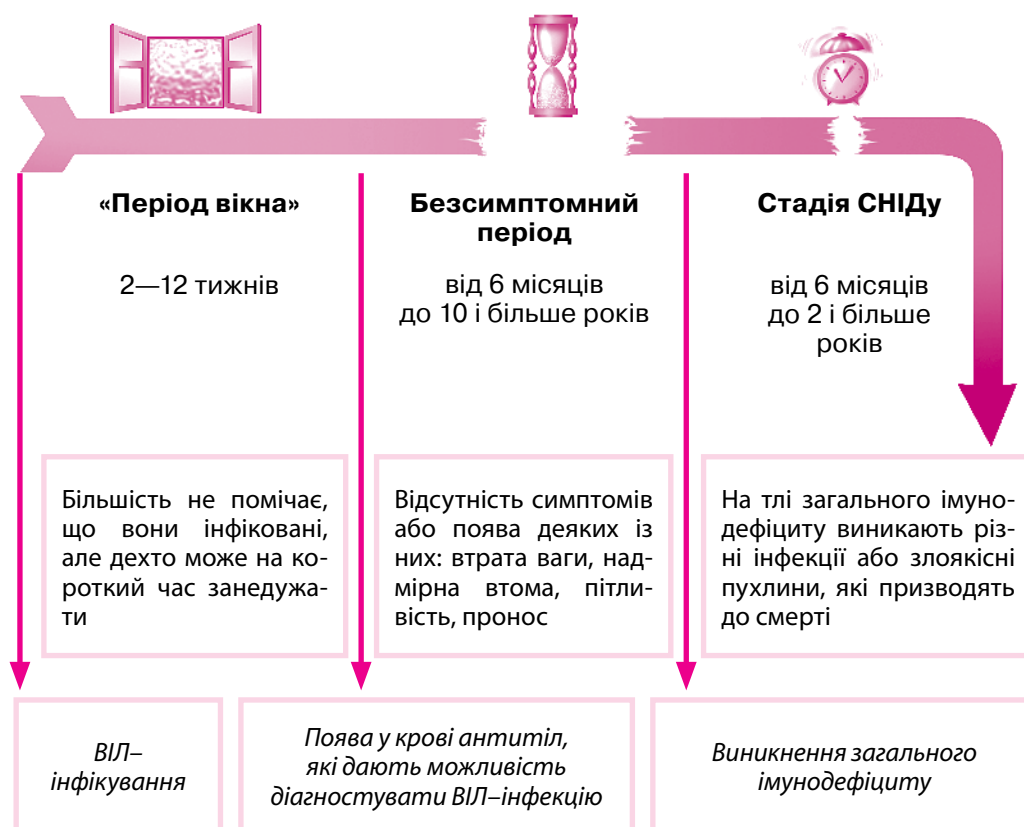 «Період вікна»
2—12 тижнів
Безсимптомний
період
від 6 місяців
до 10 і більше років
Стадія СНІДу
від 6 місяців
до 2 і більше
років
Більшість не помічає,
що вони інфіковані,
але дехто може на ко-
роткий час занедужа-
ти
Відсутність симптомів
або поява деяких із
них: втрата ваги, над-
мірна втома, пітли-
вість, пронос
На тлі загального імуно-
дефіциту виникають різ-
ні інфекції або злоякісні
пухлини, які призводять
до смерті
ВІЛ–
інфікування
Поява у крові антитіл,
які дають можливість
діагностувати ВІЛ–інфекцію
Виникнення загального
імунодефіциту